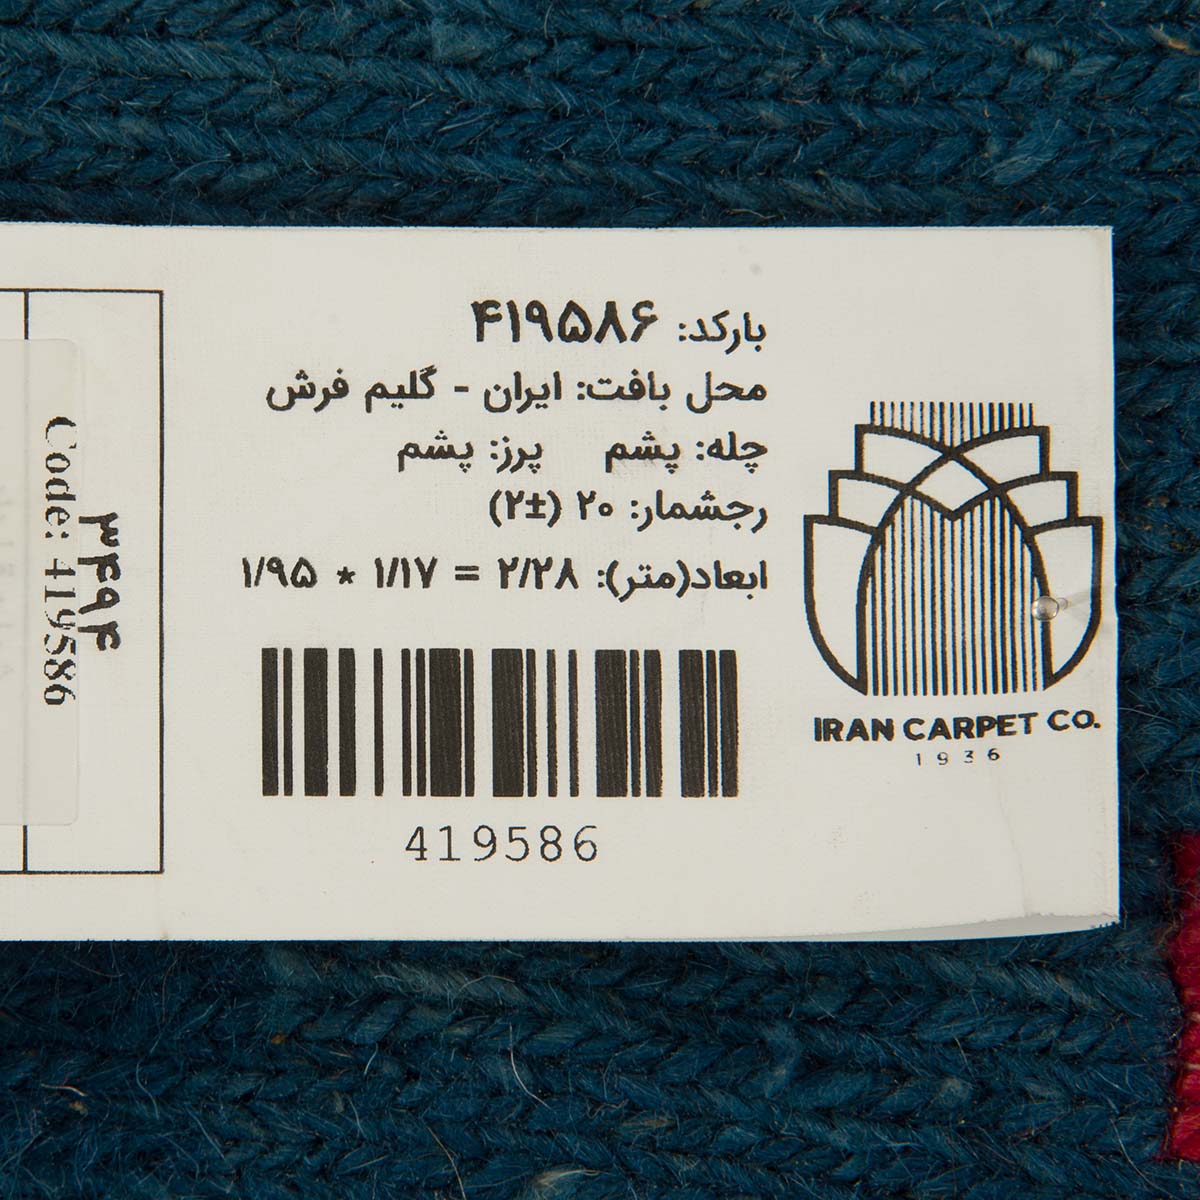 بارکد: ۴۱۹۵۸۶
محل بافت: ایران - گلیم فرش
چله: پشم پرز: پشم
رجشمار: ۲۰ (±۲)
ابعاد(متر): ۲/۲۸ = ۱/۱۷ * ۱/۹۵
419586
IRAN CARPET CO.
1936
۳۴۹۴
Code: 419586